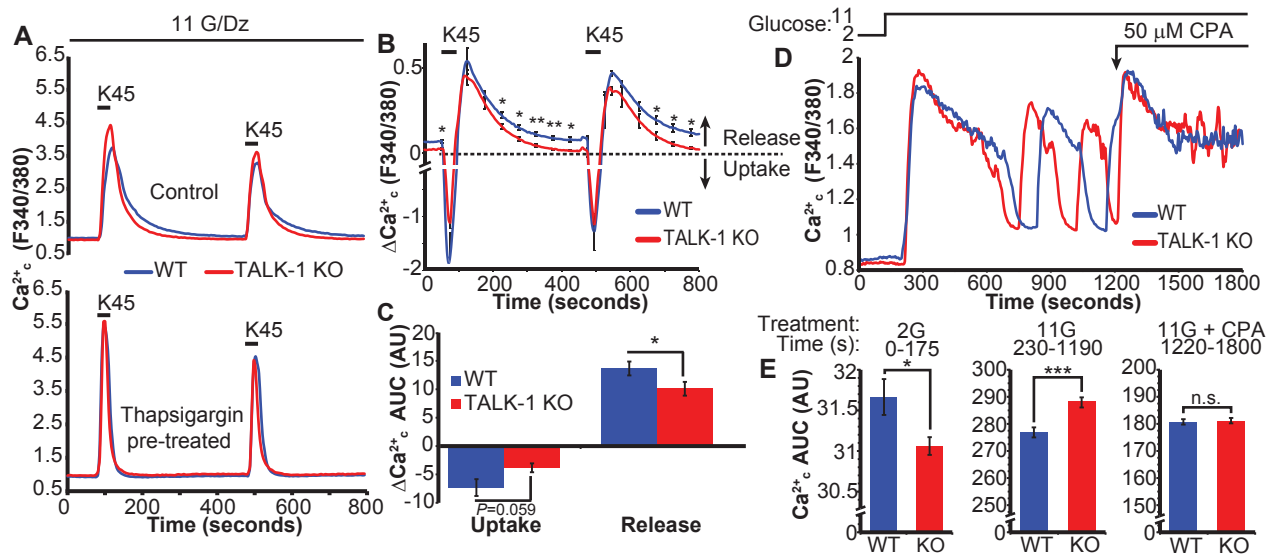 A
11 G/Dz
6.5
5.5
4.5
3.5
2.5
1.5
0.5
K45
K45
Control
WT
TALK-1 KO
Ca²⁺c (F340/380)
6.5
5.5
4.5
3.5
2.5
1.5
0.5
K45
K45
Thapsigargin
pre-treated
0 200 400 600 800
Time (seconds)
B
K45
K45
0.5
0
-1
-2
ΔCa²⁺c (F340/380)
* * * ** ** *
* * *
Release
Uptake
WT
TALK-1 KO
0 200 400 600 800
Time (seconds)
C
20
15
10
5
0
-5
-10
ΔCa²⁺c AUC (AU)
WT
TALK-1 KO
*
P=0.059
Uptake Release
Glucose:
11
2
50 µM CPA
D
2
1.8
1.6
1.4
1.2
1
0.8
Ca²⁺c (F340/380)
WT
TALK-1 KO
0 300 600 900 1200 1500 1800
Time (seconds)
Treatment: 2G 11G 11G + CPA
Time (s): 0-175 230-1190 1220-1800
E
Ca²⁺c AUC (AU)
32
31.5
31
30.5
0
*
WT KO
300
290
280
270
260
250
0
***
WT KO
200
190
180
170
160
150
0
n.s.
WT KO